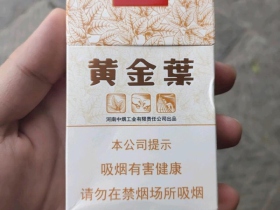 黄金葉
河南中烟工业有限责任公司出品
本公司提示
吸烟有害健康
请勿在禁烟场所吸烟